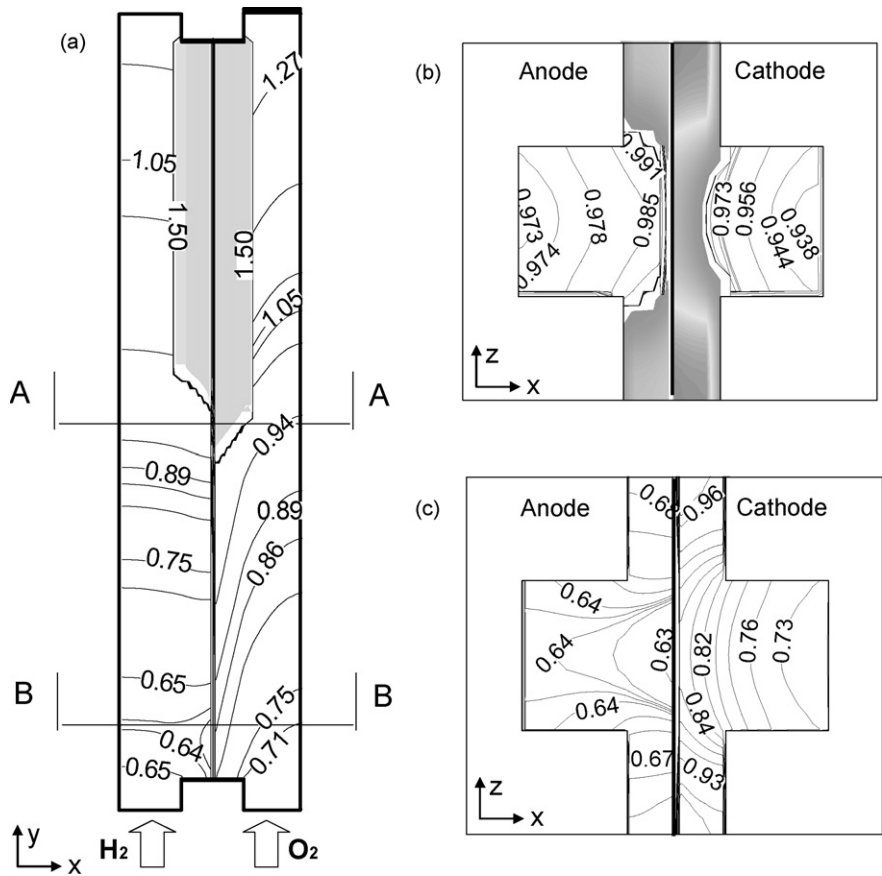 (a)
1.27
1.05
1.50
1.50
1.05
A
A
0.94
0.89
0.89
0.86
0.75
B
B
0.65
0.75
0.64
0.71
0.65
y
x
H2
O2
(b)
Anode
Cathode
0.991
0.985
0.978
0.973
0.974
0.973
0.956
0.938
0.944
z
x
(c)
Anode
Cathode
0.68
0.96
0.64
0.64
0.63
0.82
0.76
0.73
0.64
0.84
0.67
0.93
z
x